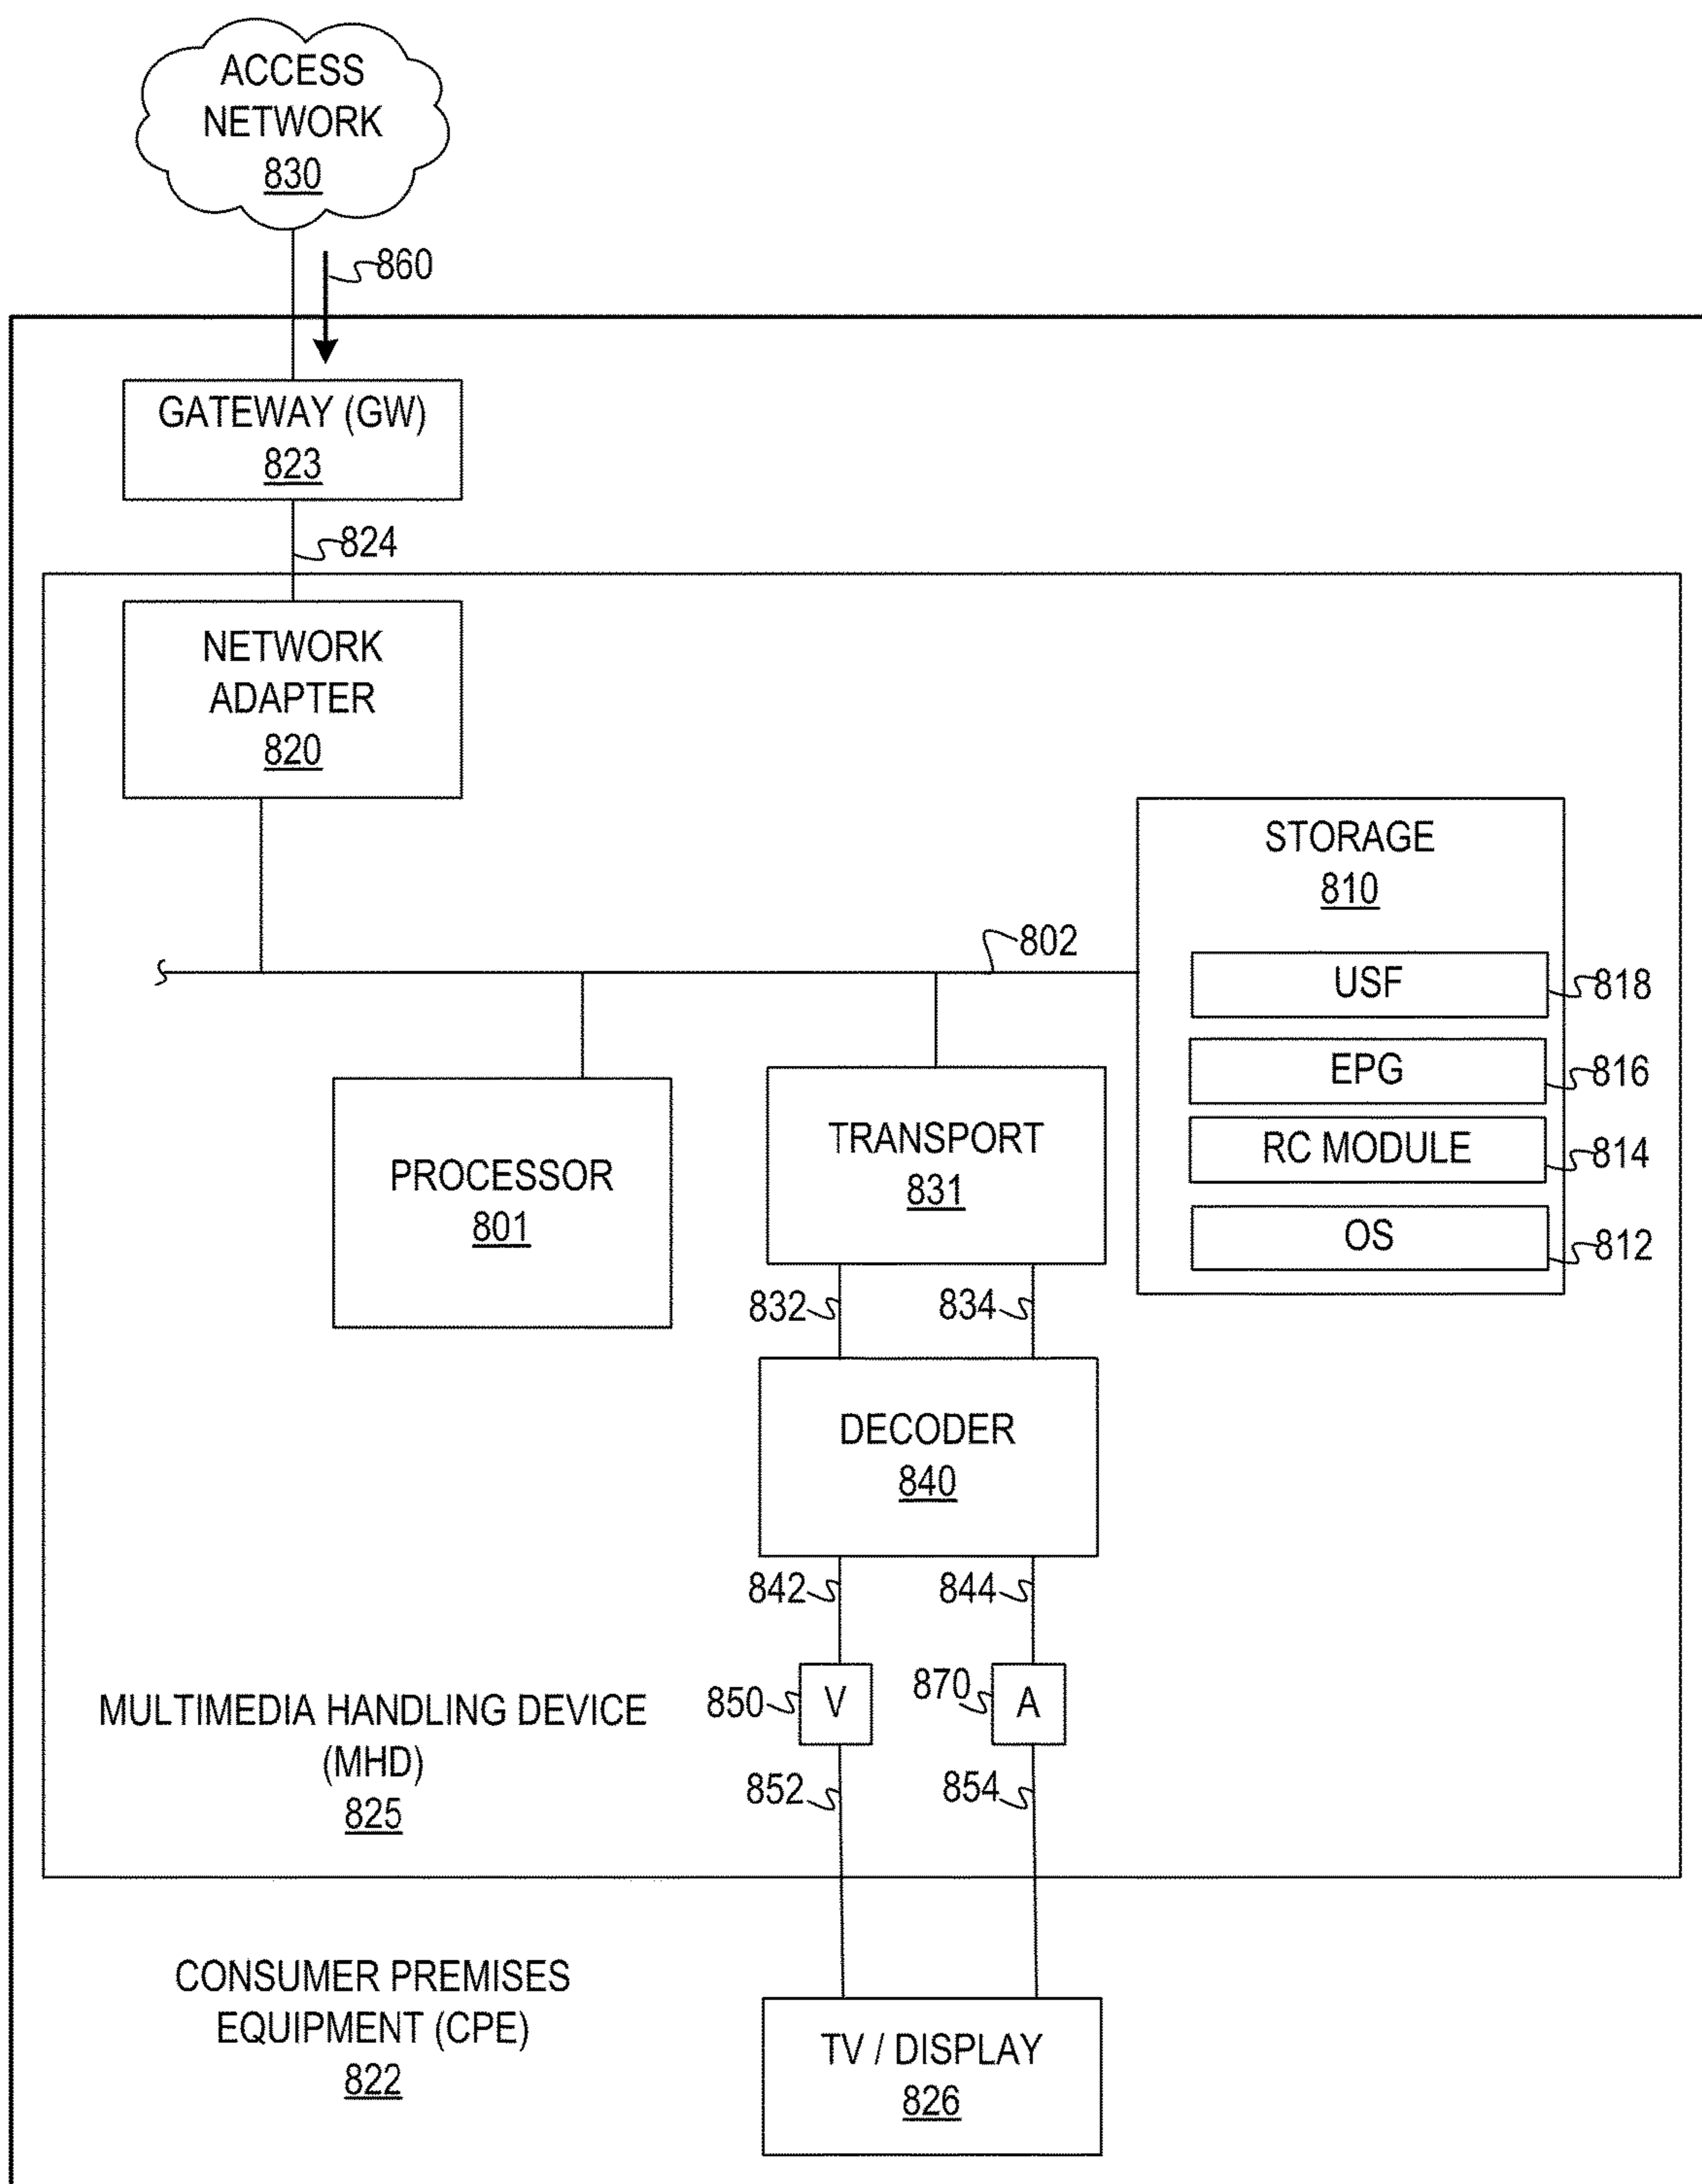 ACCESS
NETWORK
830
860
GATEWAY (GW)
823
824
NETWORK
ADAPTER
820
STORAGE
810
802
USF
818
EPG
816
RC MODULE
814
OS
812
PROCESSOR
801
TRANSPORT
831
832
834
DECODER
840
842
844
850
V
870
A
852
854
MULTIMEDIA HANDLING DEVICE
(MHD)
825
CONSUMER PREMISES
EQUIPMENT (CPE)
822
TV / DISPLAY
826